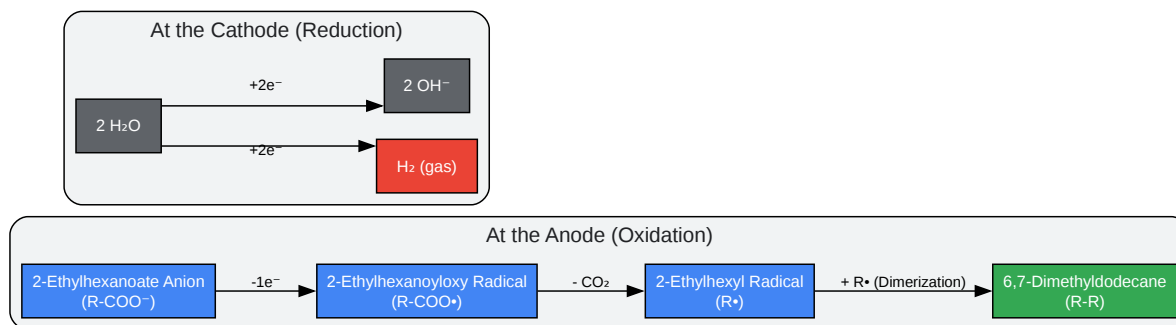 At the Cathode (Reduction)
+2e⁻
2 OH⁻
2 H₂O
+2e⁻
H₂ (gas)
At the Anode (Oxidation)
2-Ethylhexanoate Anion
(R-COO⁻)
-1e⁻
2-Ethylhexanoyloxy Radical
(R-COO•)
- CO₂
2-Ethylhexyl Radical
(R•)
+ R• (Dimerization)
6,7-Dimethyldodecane
(R-R)